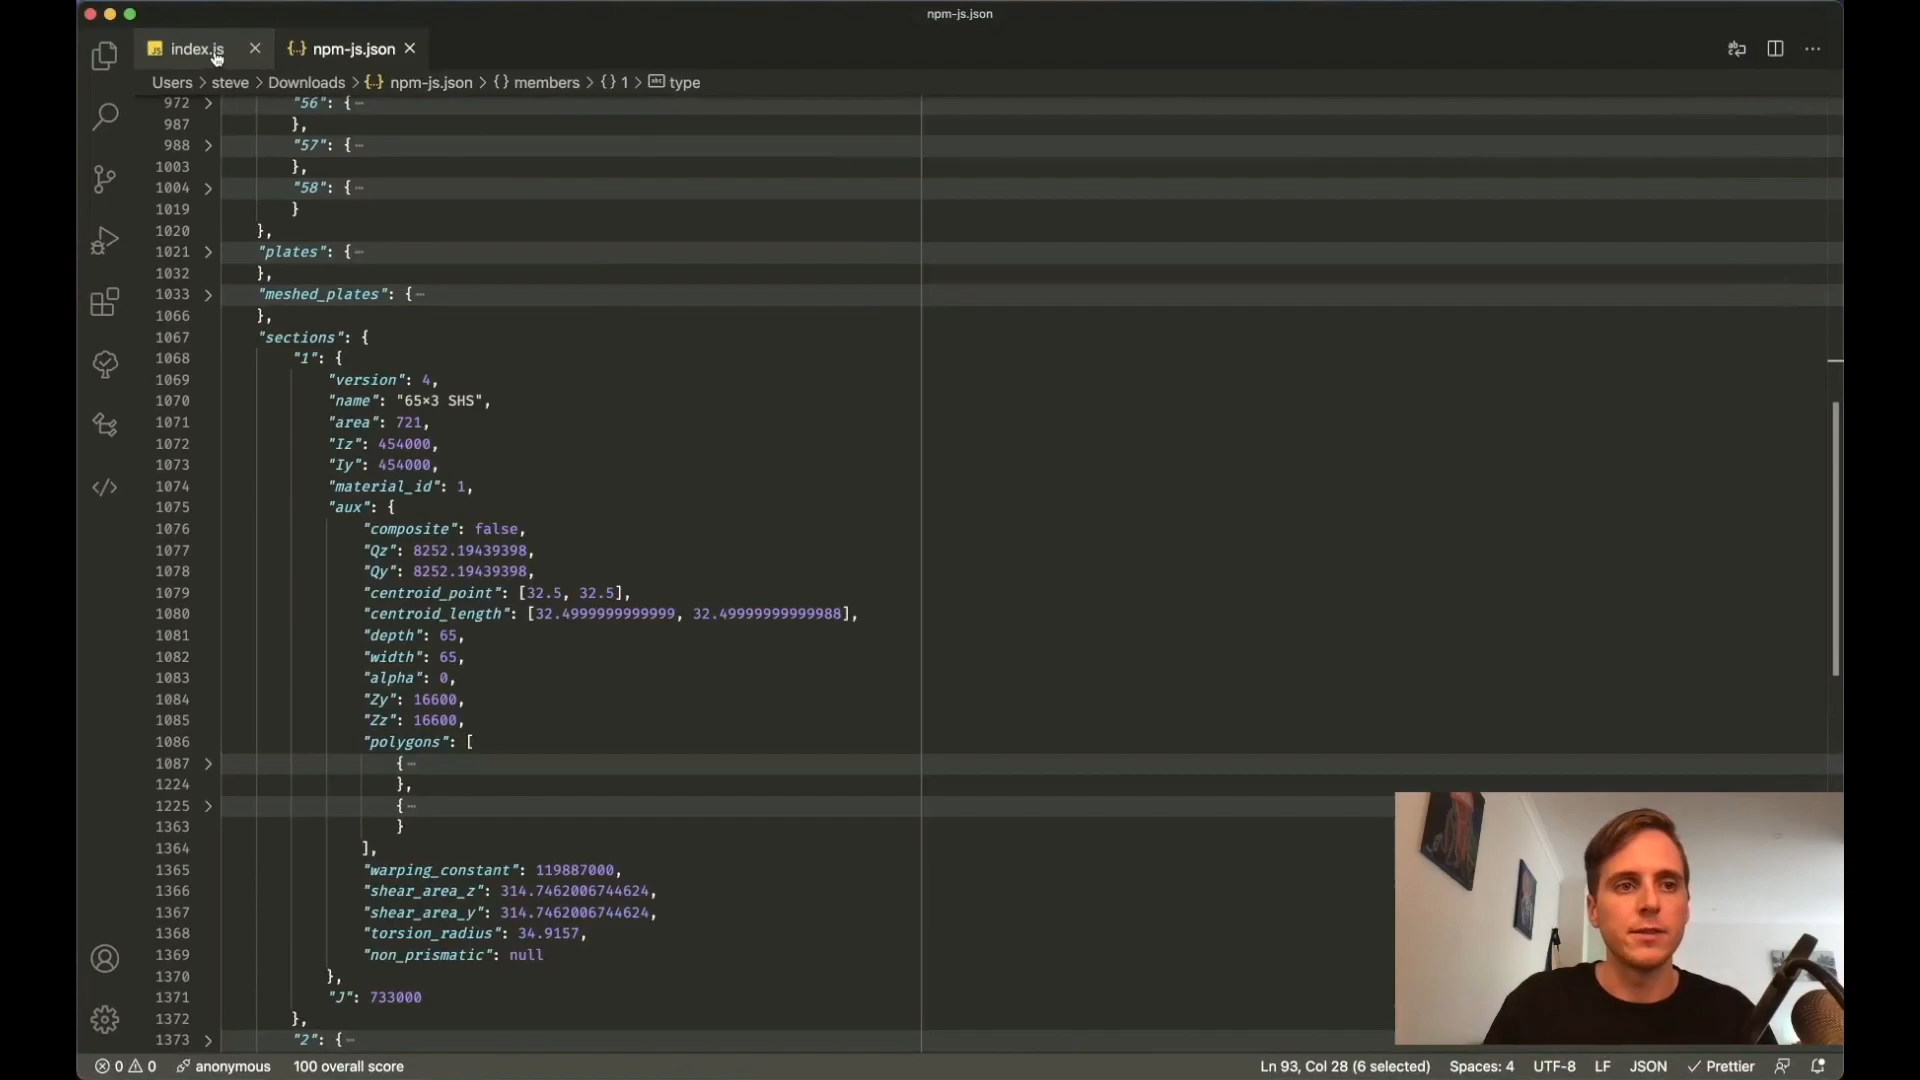 npm-js.json
JS index.js × {..} npm-js.json ×
Users > steve > Downloads > {..} npm-js.json > {} members > {} 1 > abc type
972 > "56": {⋯
987 },
988 > "57": {⋯
1003 },
1004 > "58": {⋯
1019 }
1020 },
1021 > "plates": {⋯
1032 },
1033 > "meshed_plates": {⋯
1066 },
1067 "sections": {
1068 "1": {
1069 "version": 4,
1070 "name": "65×3 SHS",
1071 "area": 721,
1072 "Iz": 454000,
1073 "Iy": 454000,
1074 "material_id": 1,
1075 "aux": {
1076 "composite": false,
1077 "Qz": 8252.19439398,
1078 "Qy": 8252.19439398,
1079 "centroid_point": [32.5, 32.5],
1080 "centroid_length": [32.4999999999999, 32.49999999999988],
1081 "depth": 65,
1082 "width": 65,
1083 "alpha": 0,
1084 "Zy": 16600,
1085 "Zz": 16600,
1086 "polygons": [
1087 > {⋯
1224 },
1225 > {⋯
1363 }
1364 ],
1365 "warping_constant": 119887000,
1366 "shear_area_z": 314.7462006744624,
1367 "shear_area_y": 314.7462006744624,
1368 "torsion_radius": 34.9157,
1369 "non_prismatic": null
1370 },
1371 "J": 733000
1372 },
1373 > "2": {⋯
0 0 anonymous 100 overall score Ln 93, Col 28 (6 selected) Spaces: 4 UTF-8 LF JSON ✓ Prettier